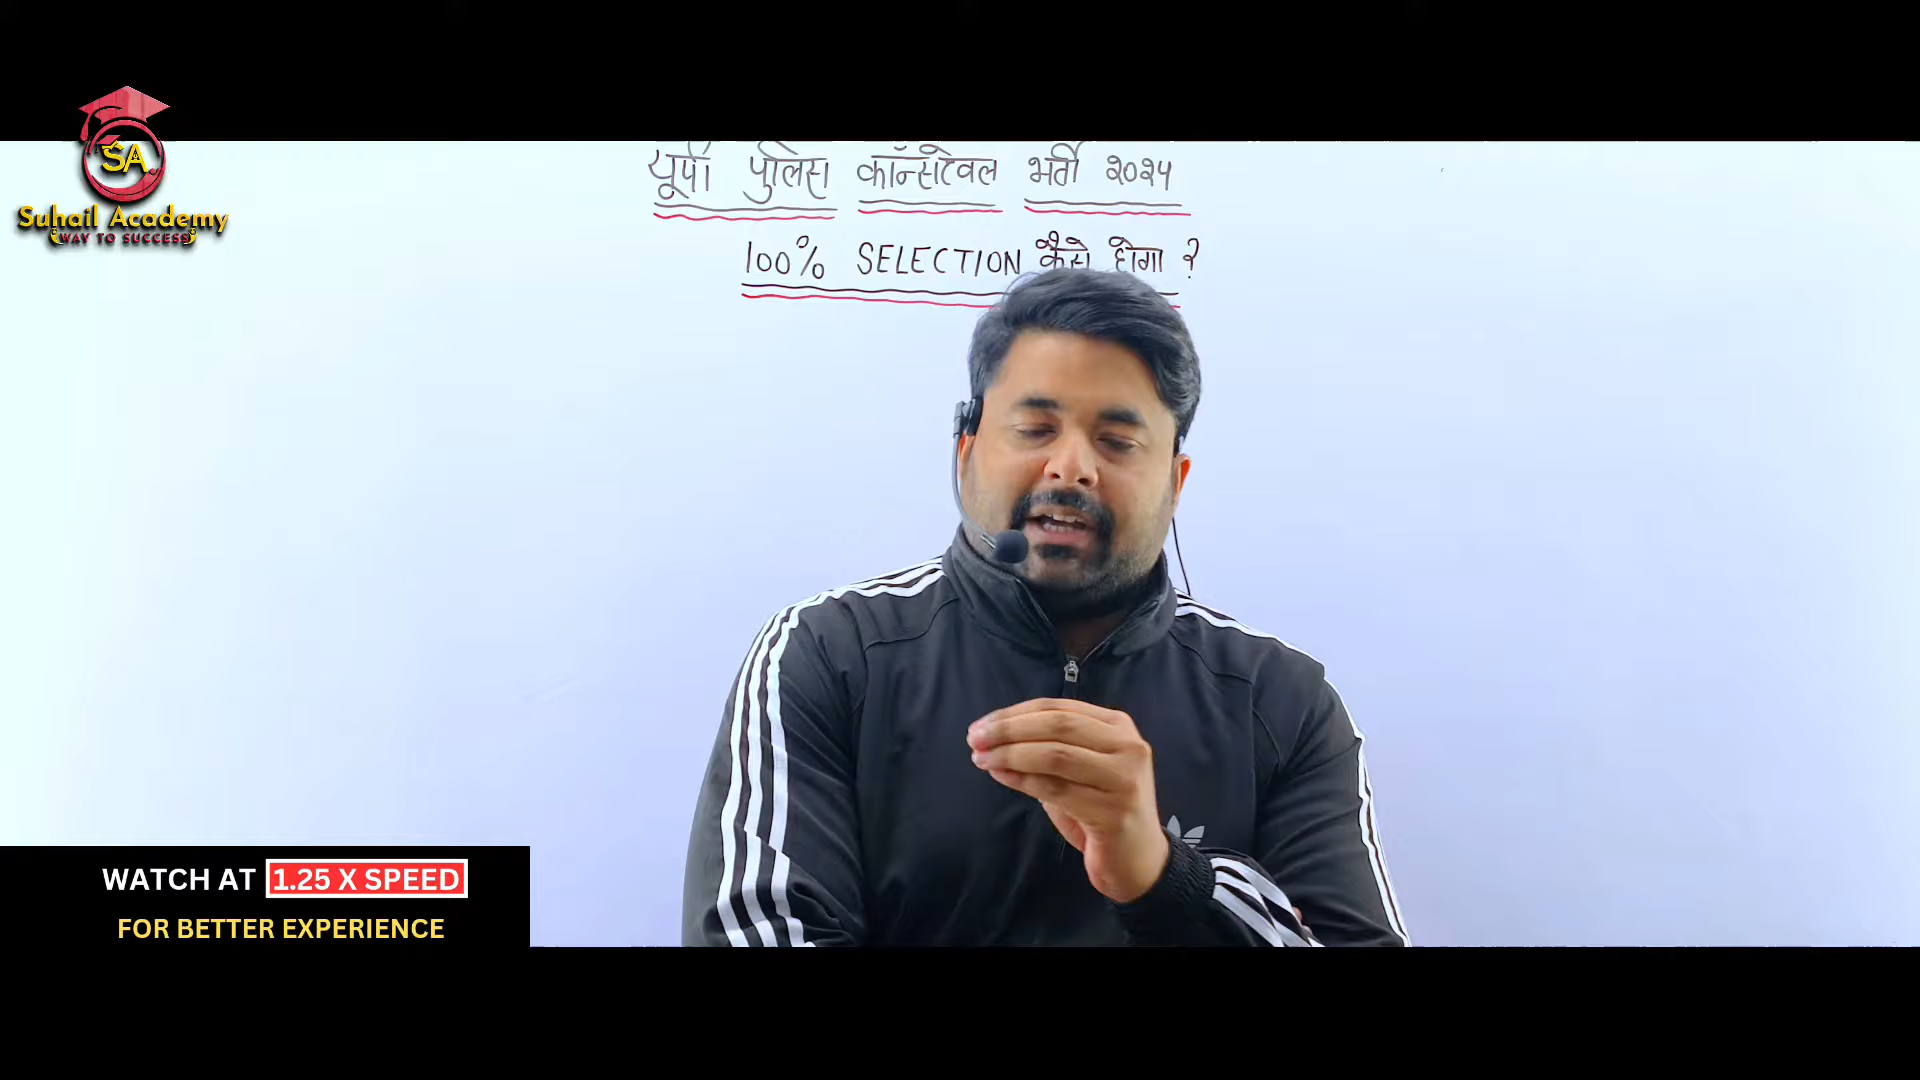 SA
Suhail Academy
WAY TO SUCCESS
यूपी पुलिस कॉन्सटेवल भर्ती २०२५
100% SELECTION कैसे होगा ?
WATCH AT 1.25 X SPEED
FOR BETTER EXPERIENCE